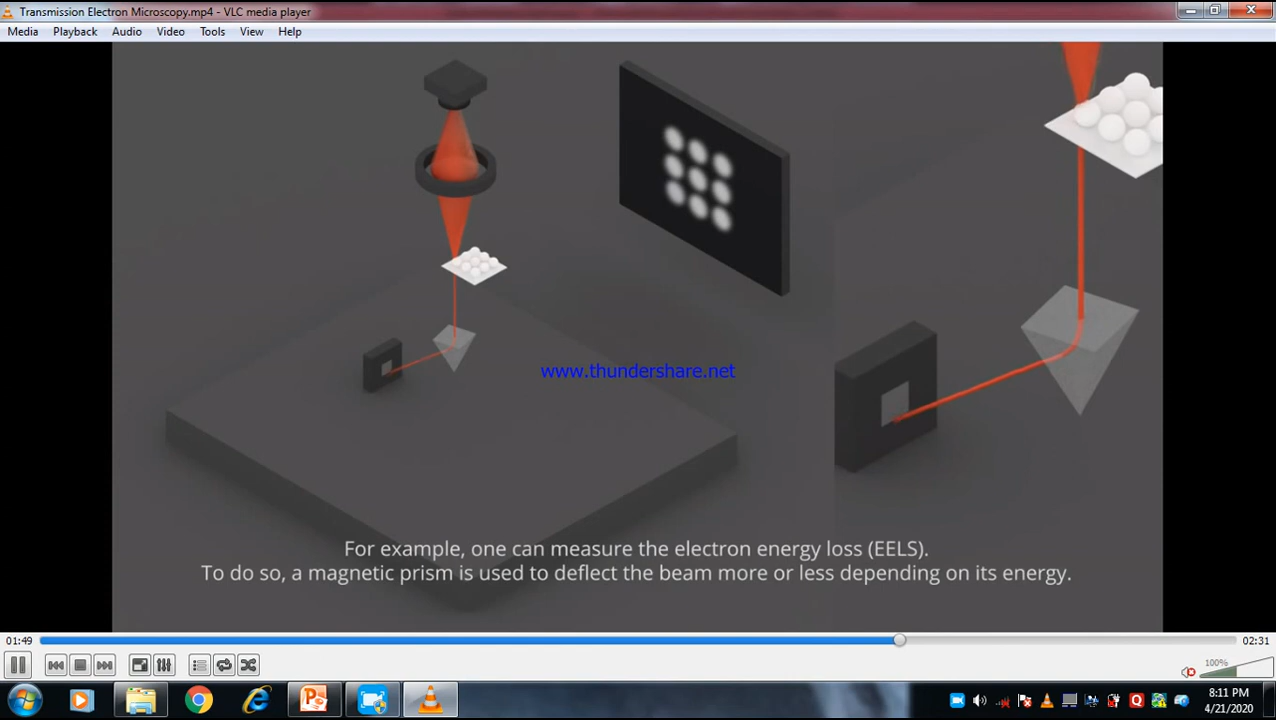 Transmission Electron Microscopy.mp4 - VLC media player
Media Playback Audio Video Tools View Help
www.thundershare.net
For example, one can measure the electron energy loss (EELS).
To do so, a magnetic prism is used to deflect the beam more or less depending on its energy.
01:49
02:31
100%
8:11 PM
4/21/2020